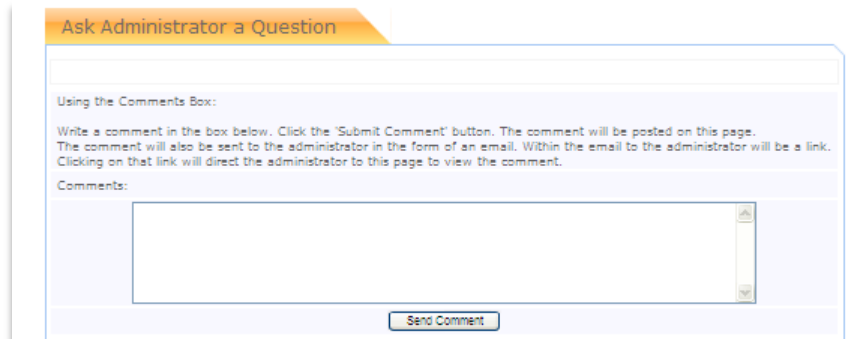 Ask Administrator a Question
Using the Comments Box:
Write a comment in the box below. Click the 'Submit Comment' button. The comment will be posted on this page.
The comment will also be sent to the administrator in the form of an email. Within the email to the administrator will be a link.
Clicking on that link will direct the administrator to this page to view the comment.
Comments:
Send Comment